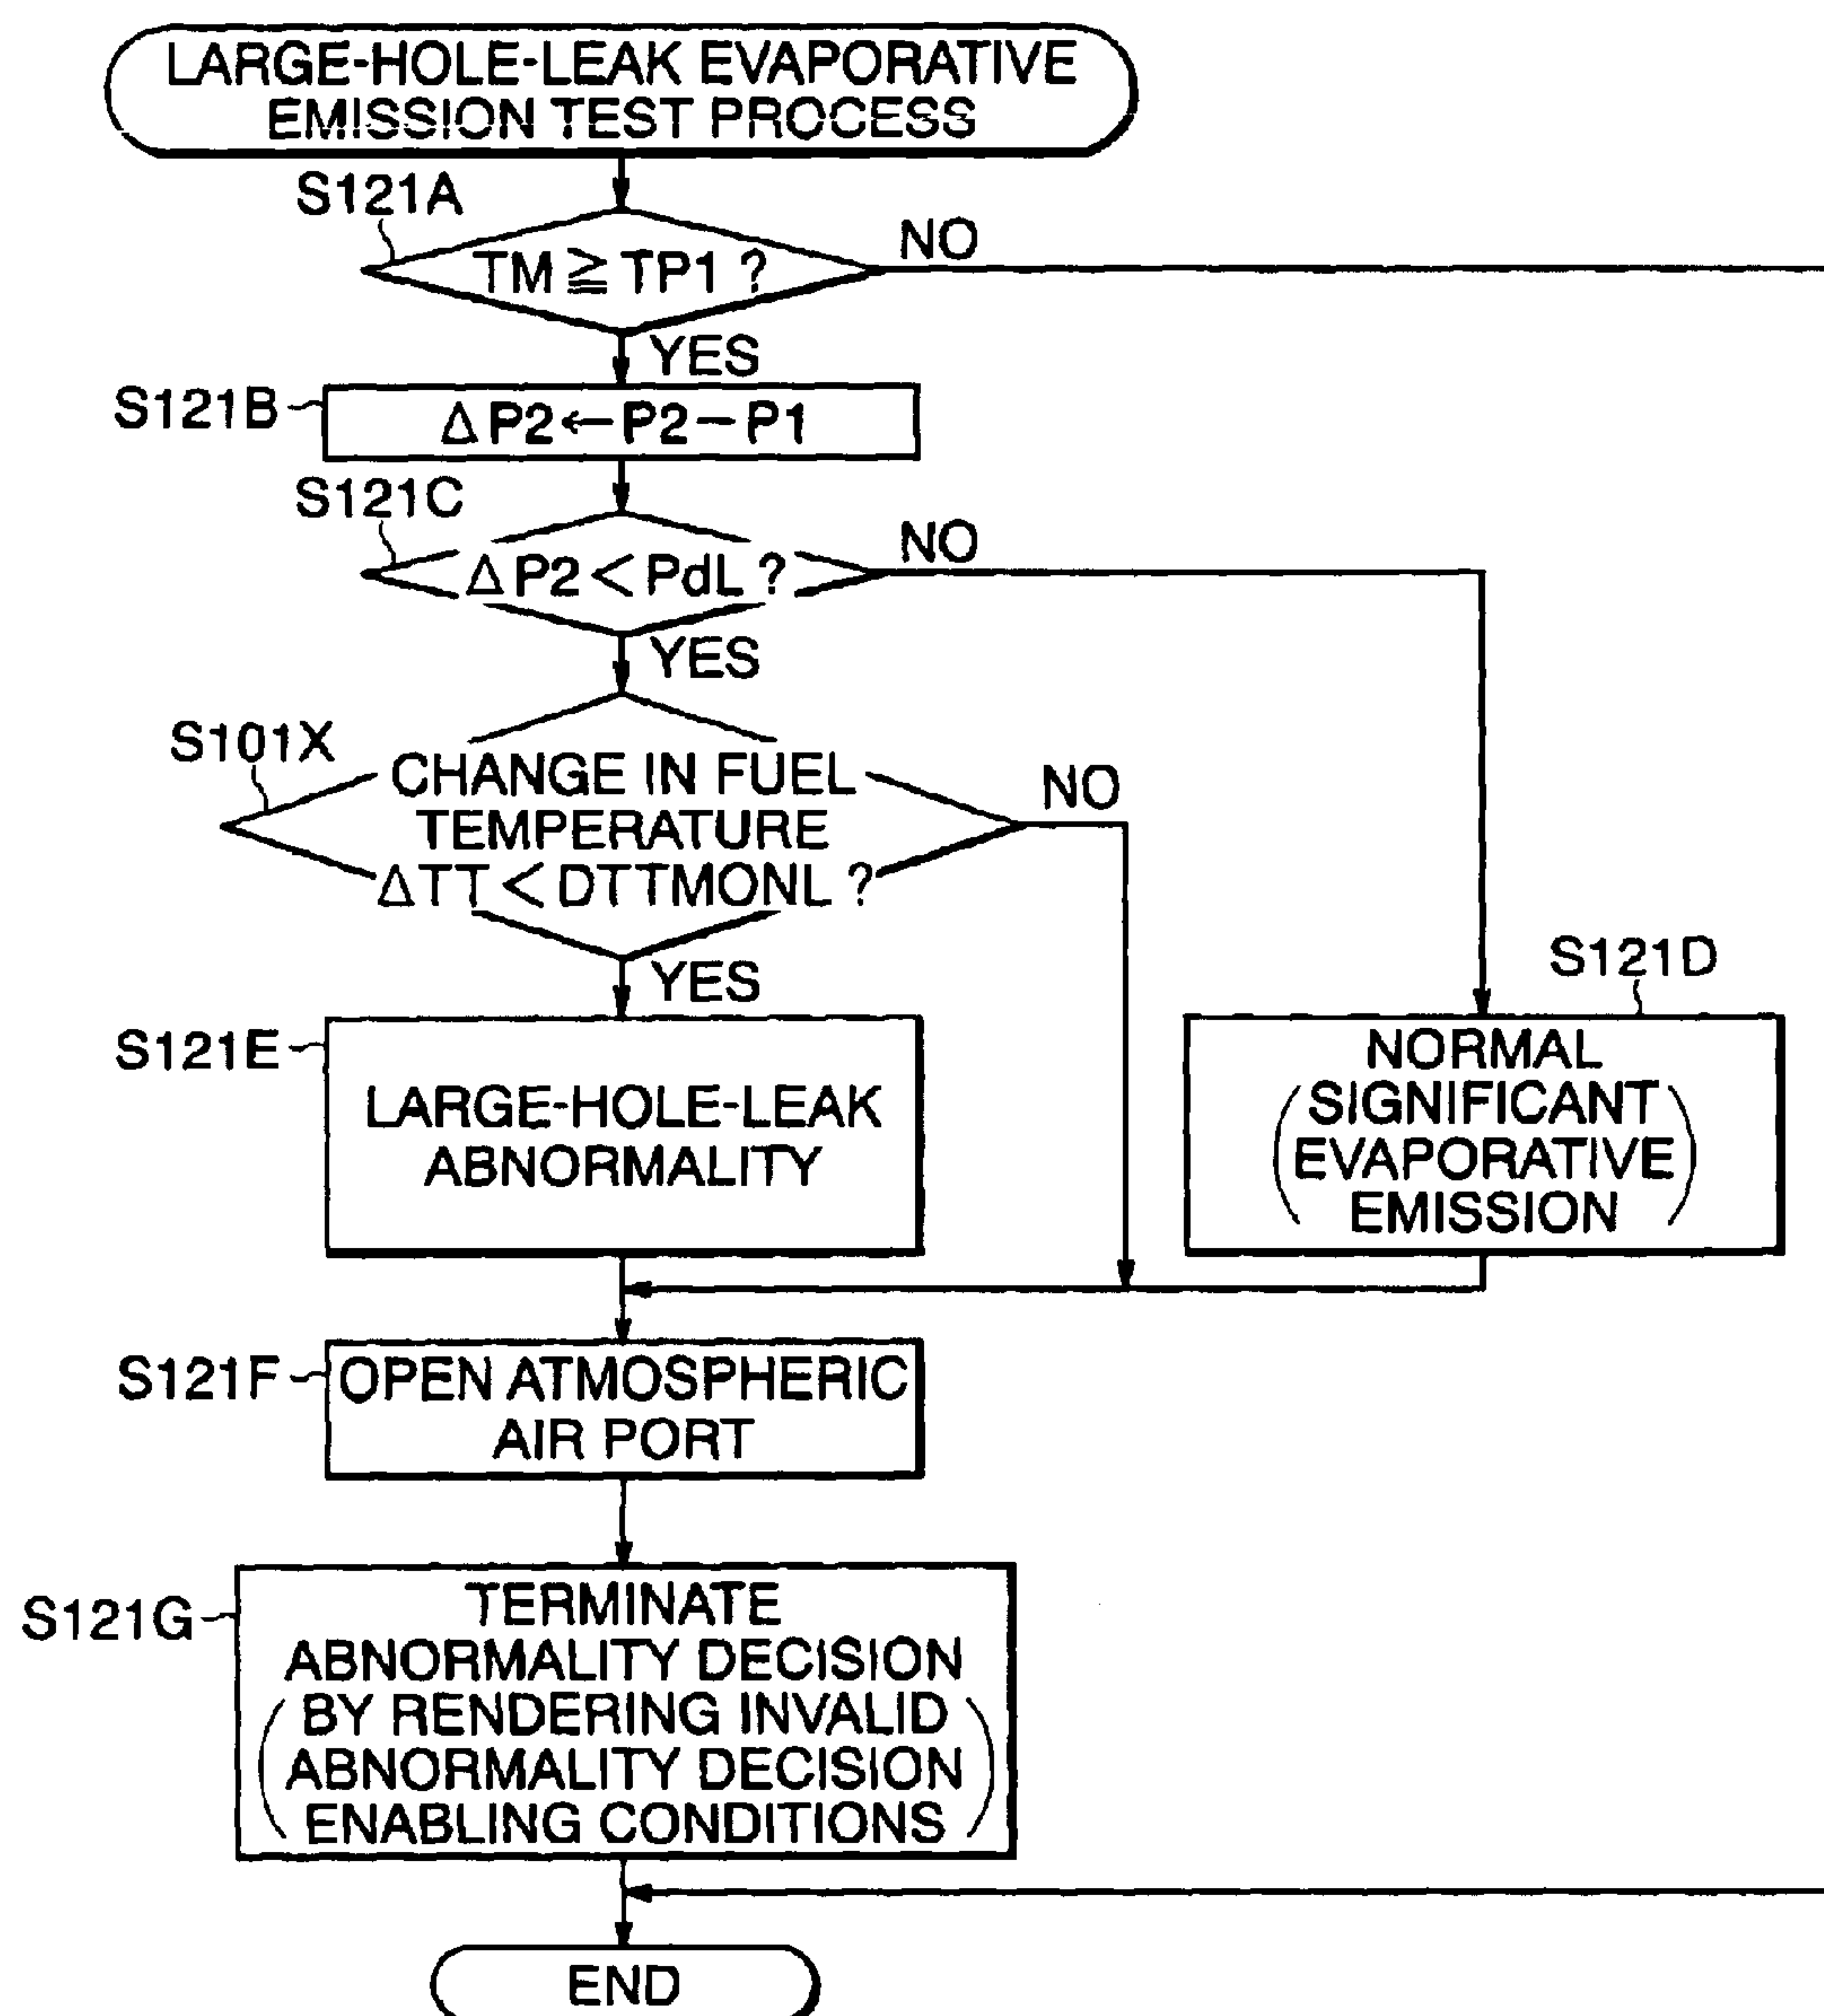 LARGE-HOLE-LEAK EVAPORATIVE
EMISSION TEST PROCESS
S121A
TM ≧ TP1 ?
NO
YES
S121B
ΔP2←P2−P1
S121C
ΔP2 < PdL ?
NO
YES
S101X
CHANGE IN FUEL
TEMPERATURE
ΔTT < DTTMONL ?
NO
YES
S121E
LARGE-HOLE-LEAK
ABNORMALITY
S121D
NORMAL
(SIGNIFICANT
EVAPORATIVE
EMISSION)
S121F
OPEN ATMOSPHERIC
AIR PORT
S121G
TERMINATE
ABNORMALITY DECISION
(BY RENDERING INVALID
ABNORMALITY DECISION
ENABLING CONDITIONS)
END